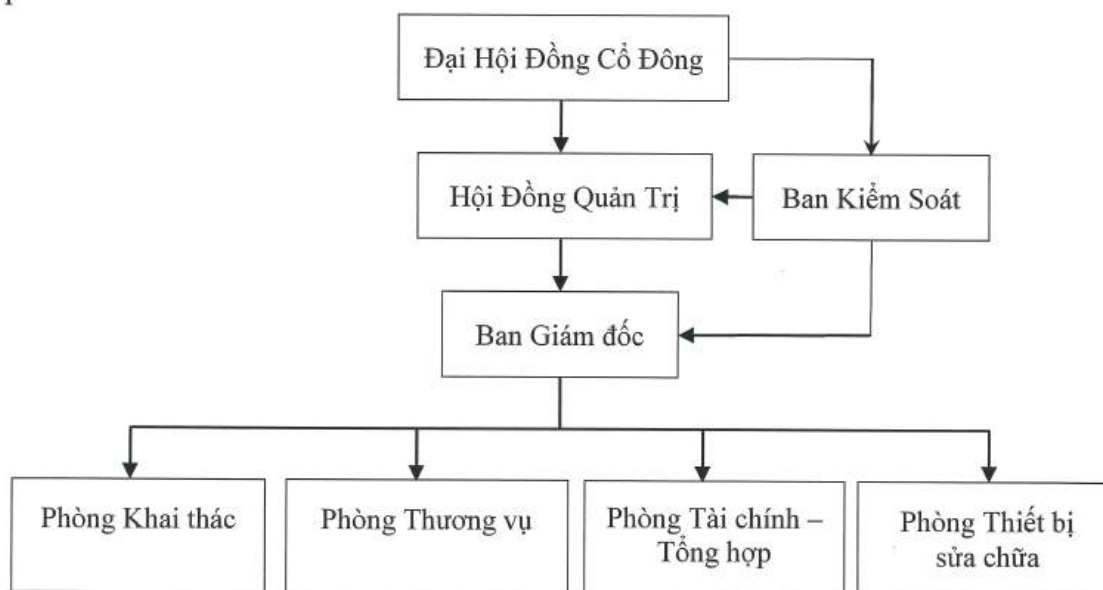 Đại Hội Đồng Cổ Đông
Hội Đồng Quản Trị
Ban Kiểm Soát
Ban Giám đốc
Phòng Khai thác
Phòng Thương vụ
Phòng Tài chính –
Tổng hợp
Phòng Thiết bị
sửa chữa